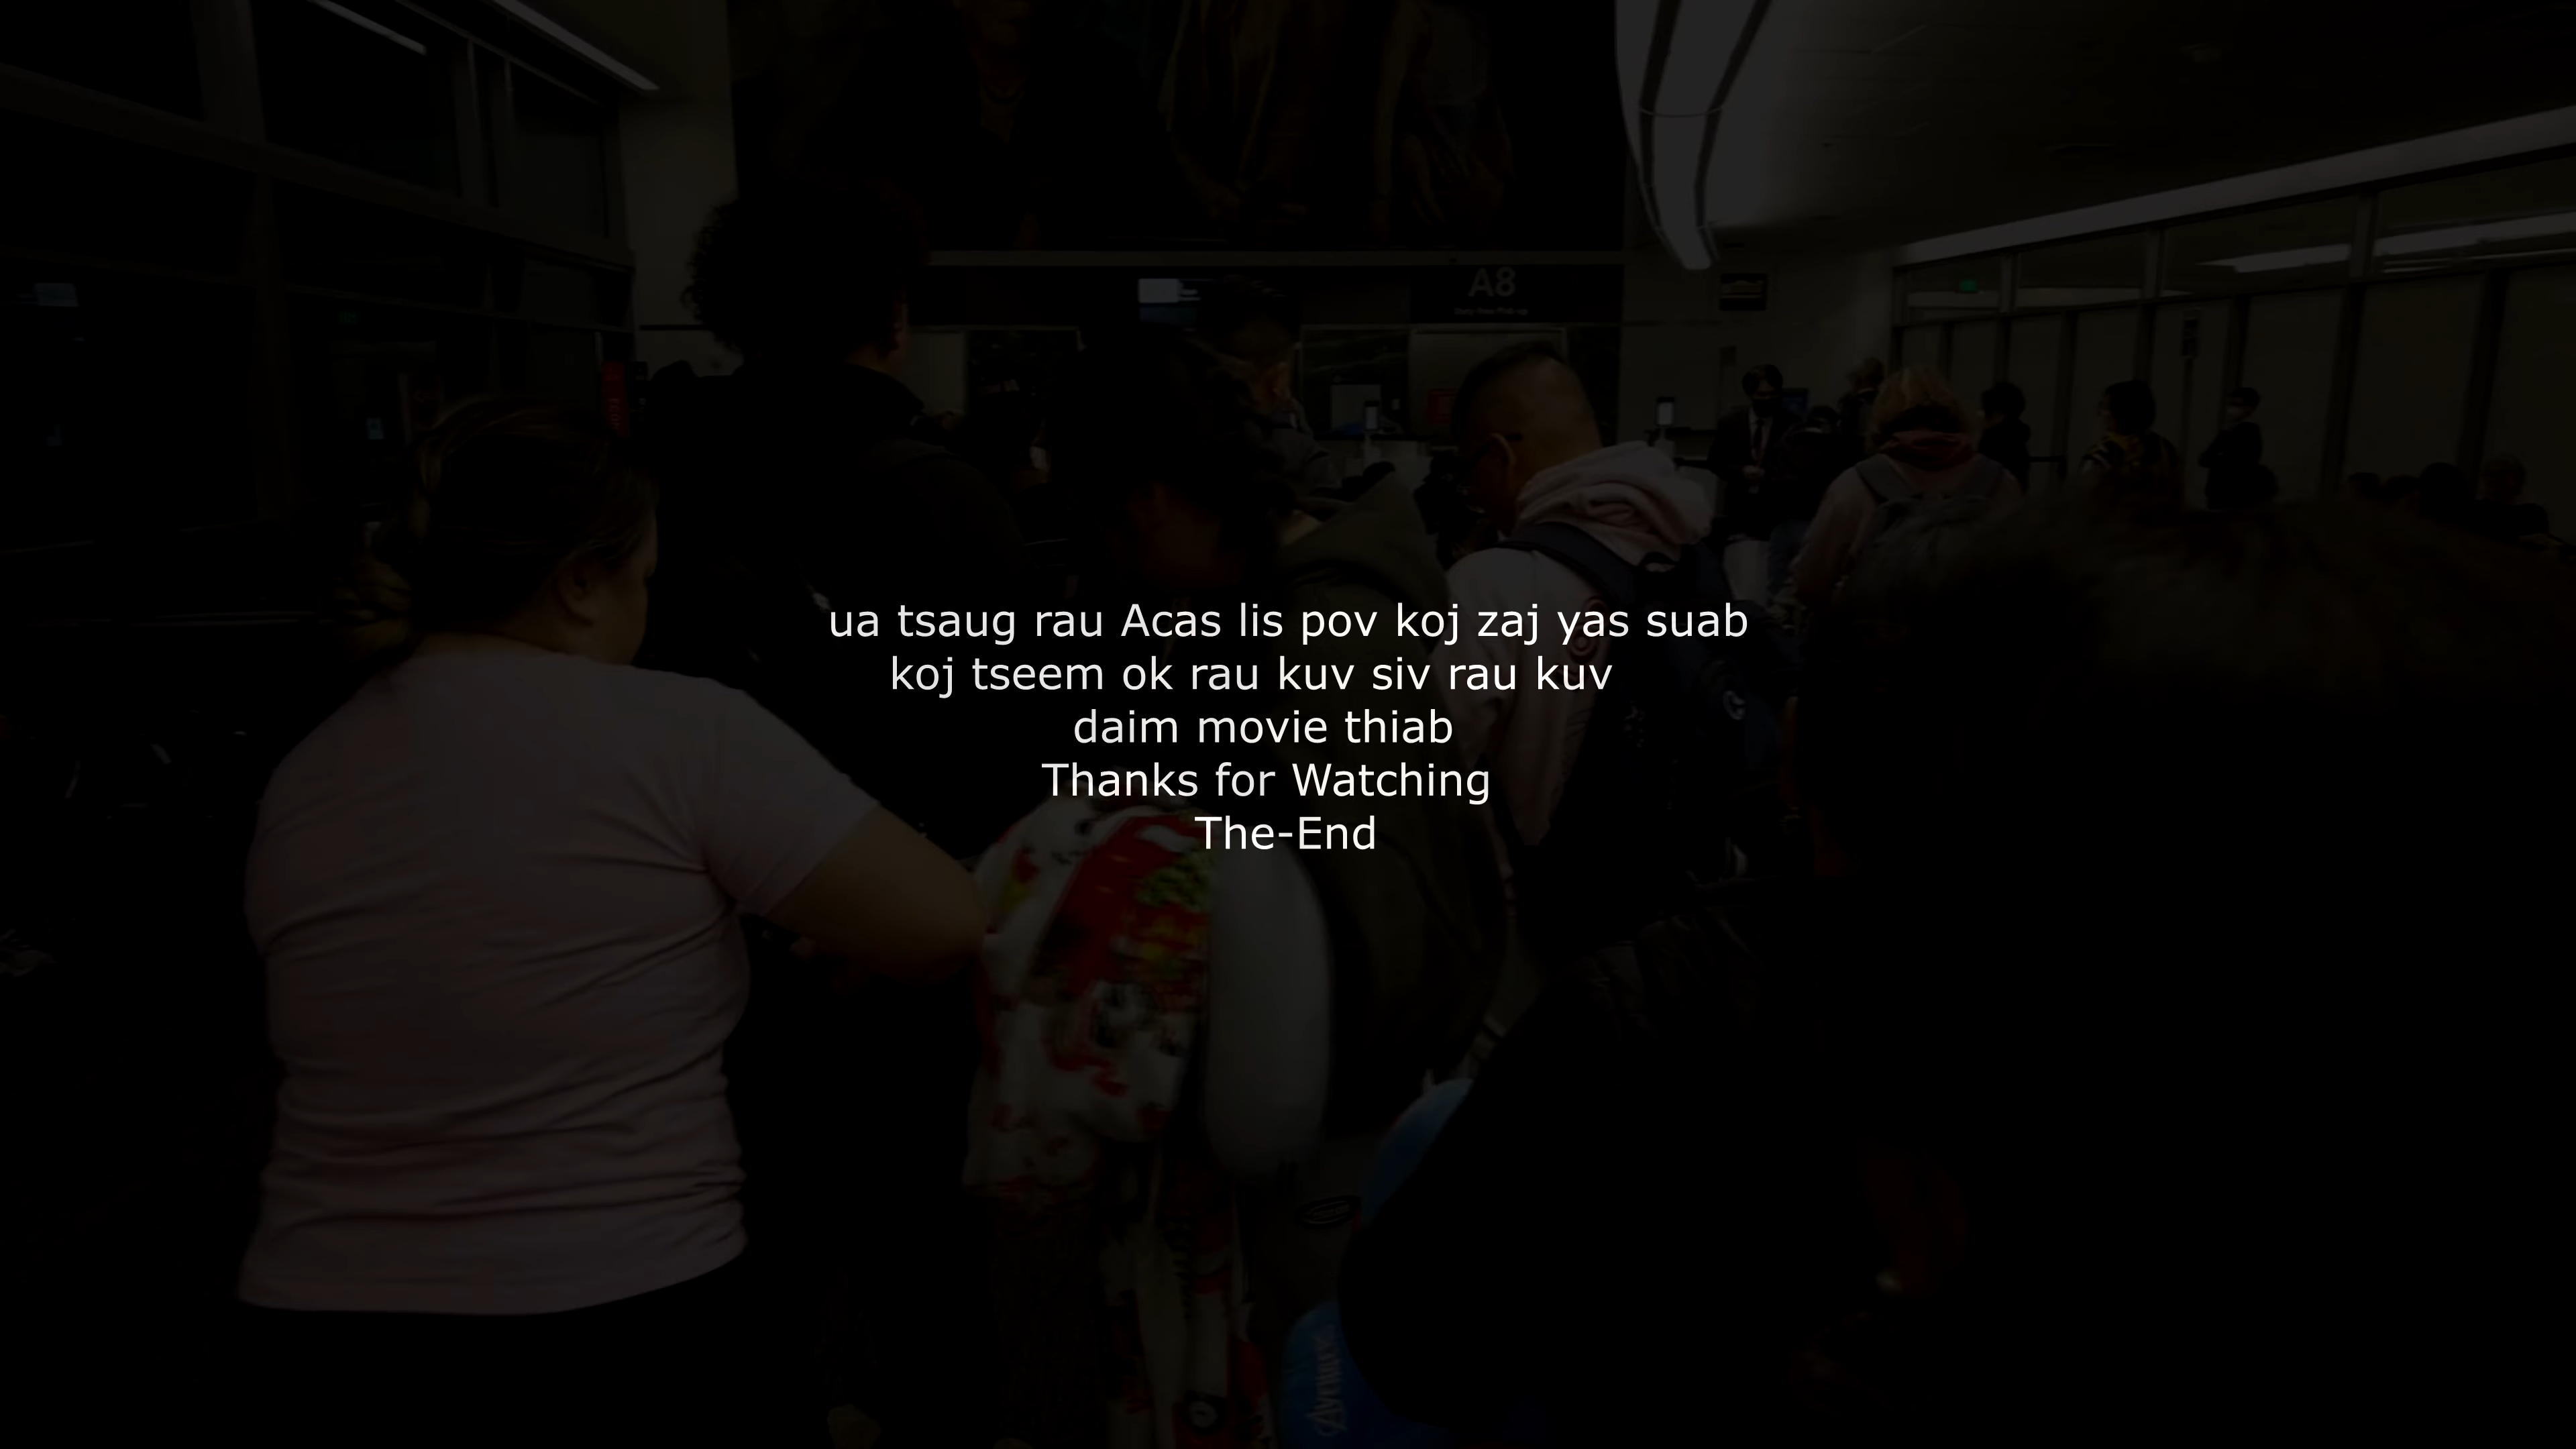 A8
ua tsaug rau Acas lis pov koj zaj yas suab
koj tseem ok rau kuv siv rau kuv
daim movie thiab
Thanks for Watching
The-End